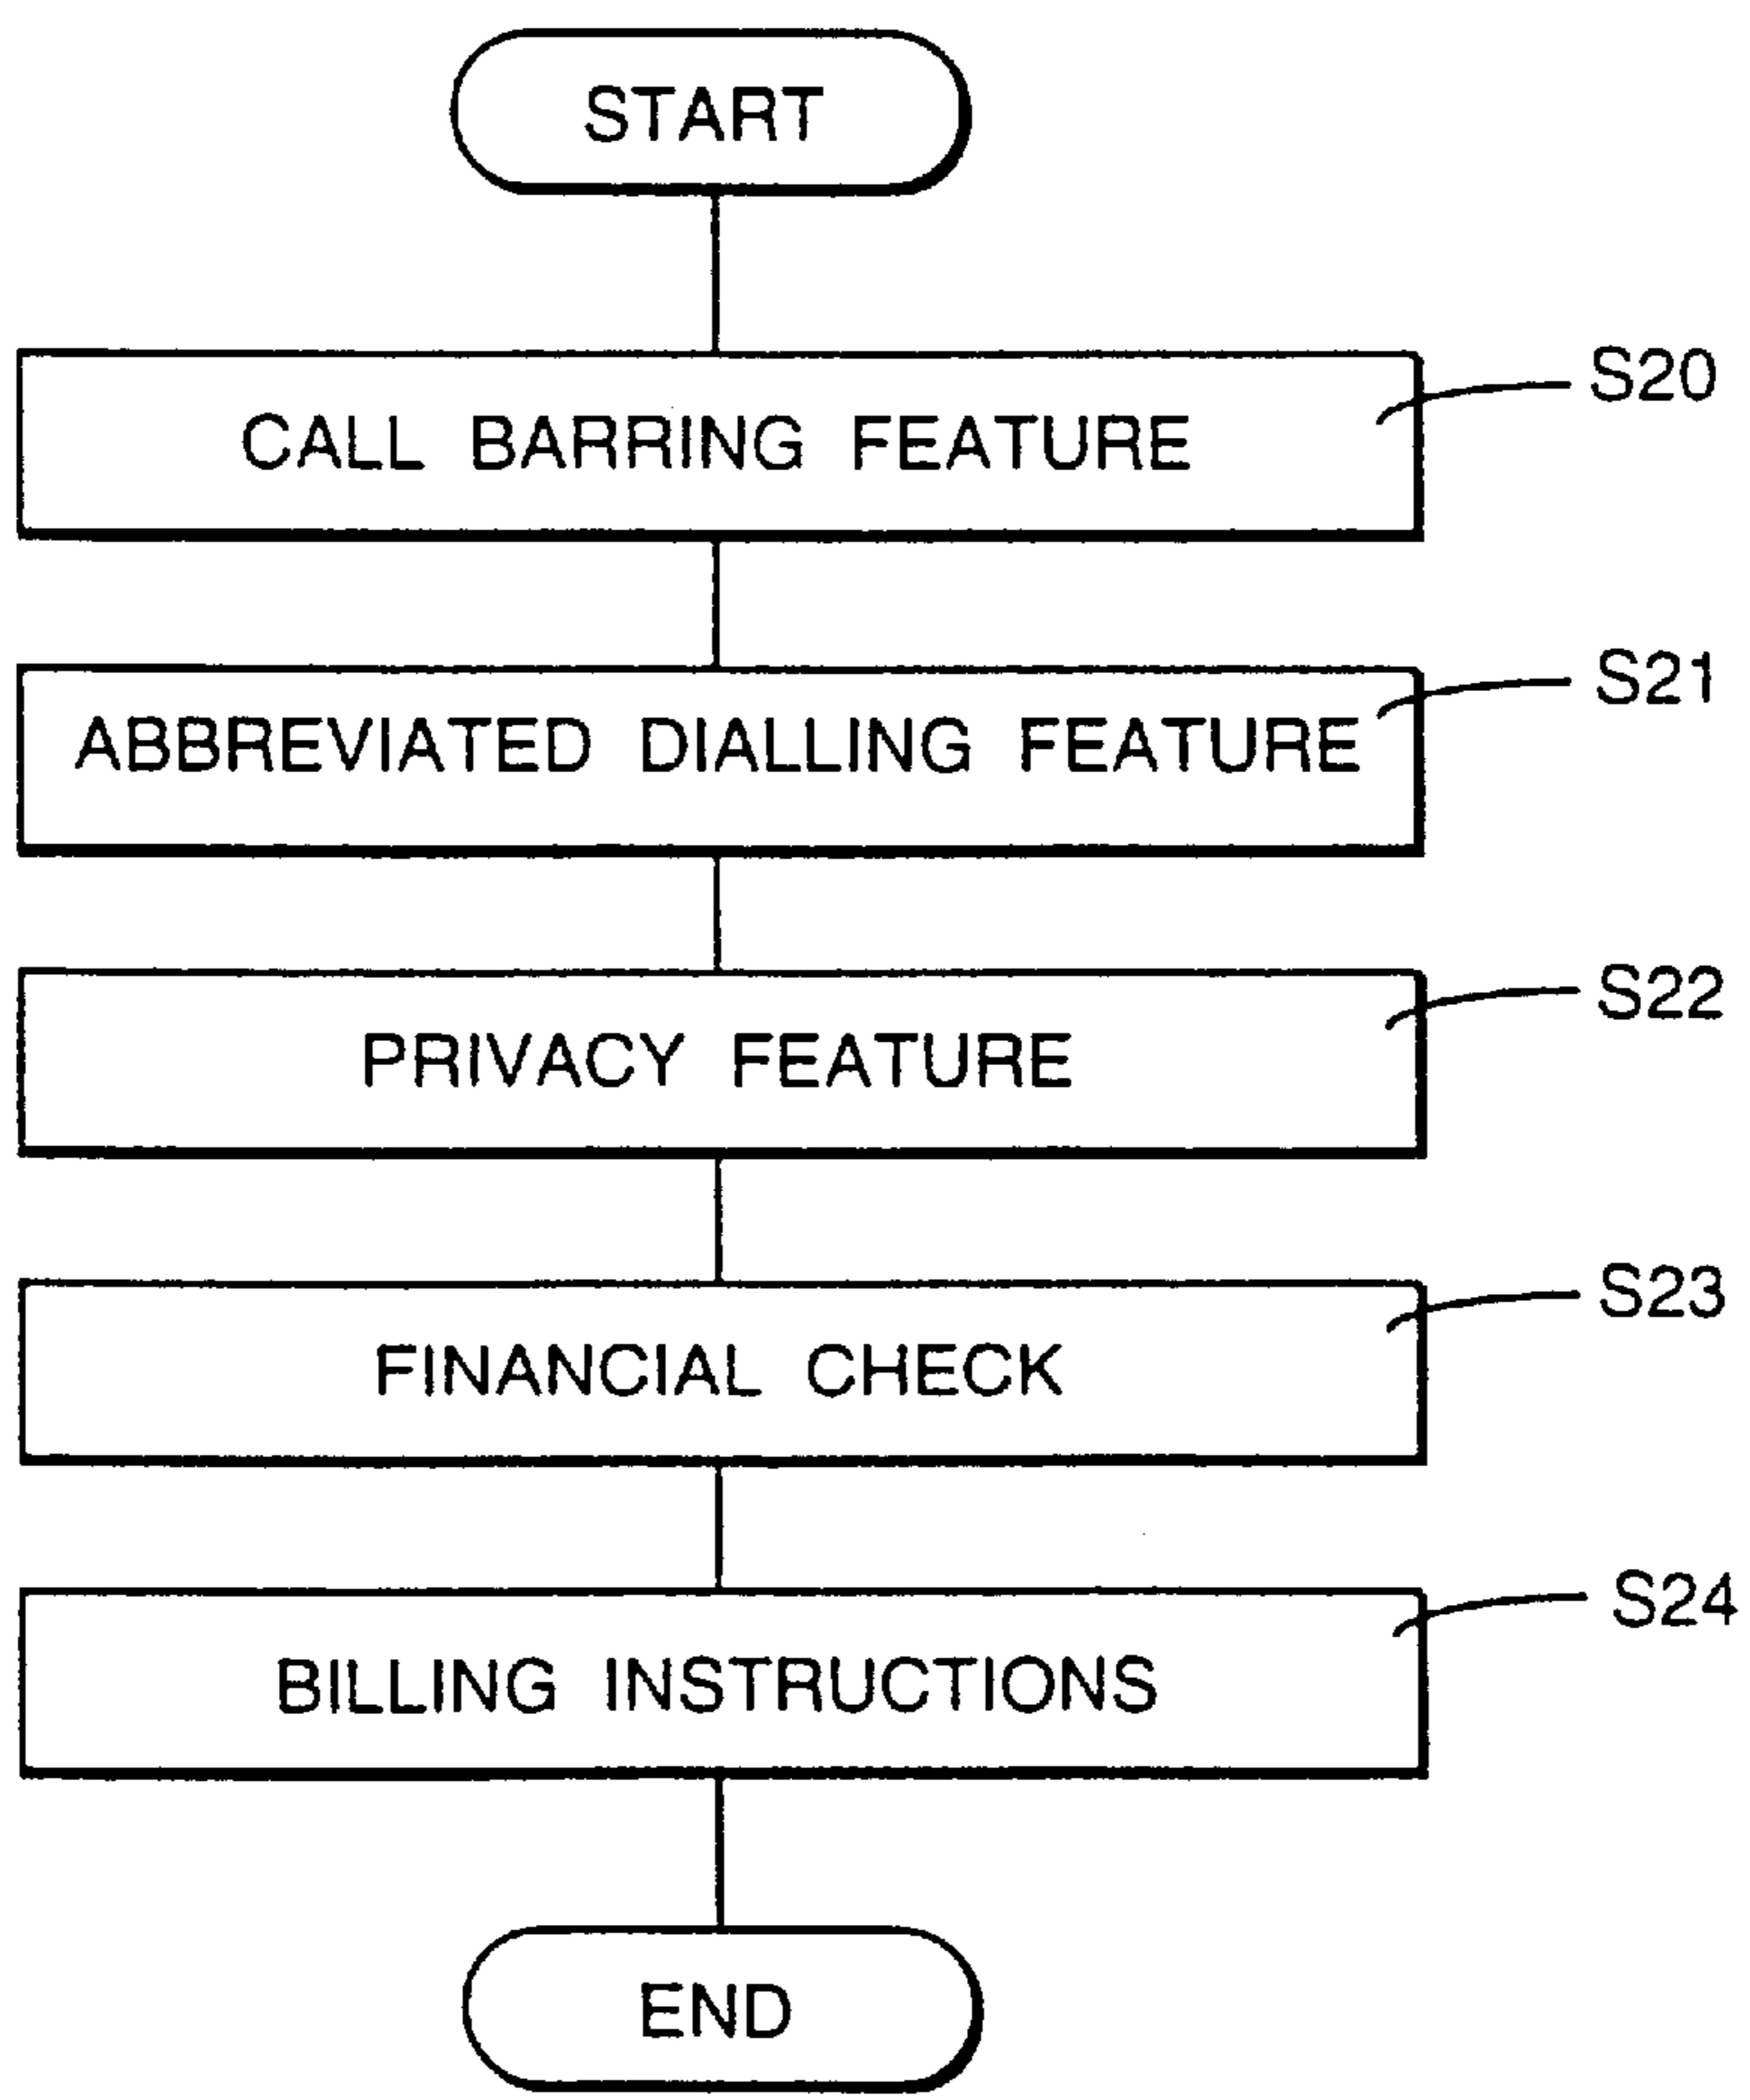 START
S20
CALL BARRING FEATURE
S21
ABBREVIATED DIALLING FEATURE
S22
PRIVACY FEATURE
S23
FINANCIAL CHECK
S24
BILLING INSTRUCTIONS
END